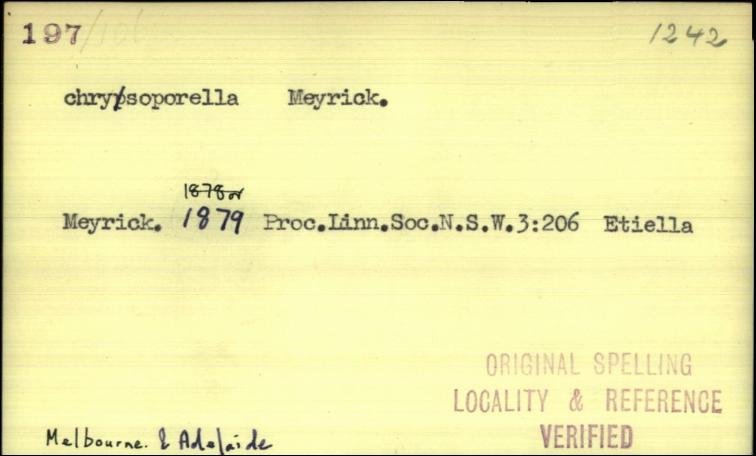 197/106 1242
chrysoporella Meyrick.
1878 or
Meyrick. 1879 Proc.Linn.Soc.N.S.W.3:206 Etiella
ORIGINAL SPELLING
LOCALITY & REFERENCE
VERIFIED
Melbourne. & Adelaide